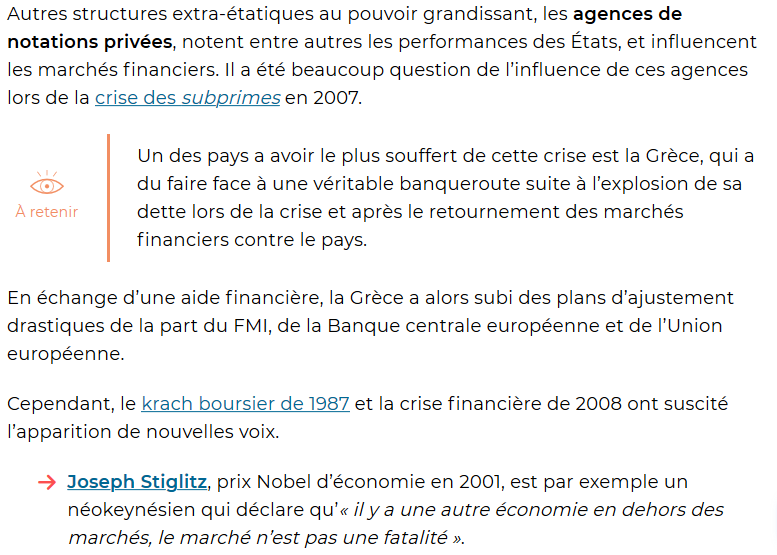 Autres structures extra-étatiques au pouvoir grandissant, les agences de
notations privées, notent entre autres les performances des États, et influencent
les marchés financiers. Il a été beaucoup question de l’influence de ces agences
lors de la crise des subprimes en 2007.
À retenir
Un des pays a avoir le plus souffert de cette crise est la Grèce, qui a
du faire face à une véritable banqueroute suite à l’explosion de sa
dette lors de la crise et après le retournement des marchés
financiers contre le pays.
En échange d’une aide financière, la Grèce a alors subi des plans d’ajustement
drastiques de la part du FMI, de la Banque centrale européenne et de l’Union
européenne.
Cependant, le krach boursier de 1987 et la crise financière de 2008 ont suscité
l’apparition de nouvelles voix.
Joseph Stiglitz, prix Nobel d’économie en 2001, est par exemple un
néokeynésien qui déclare qu’« il y a une autre économie en dehors des
marchés, le marché n’est pas une fatalité ».